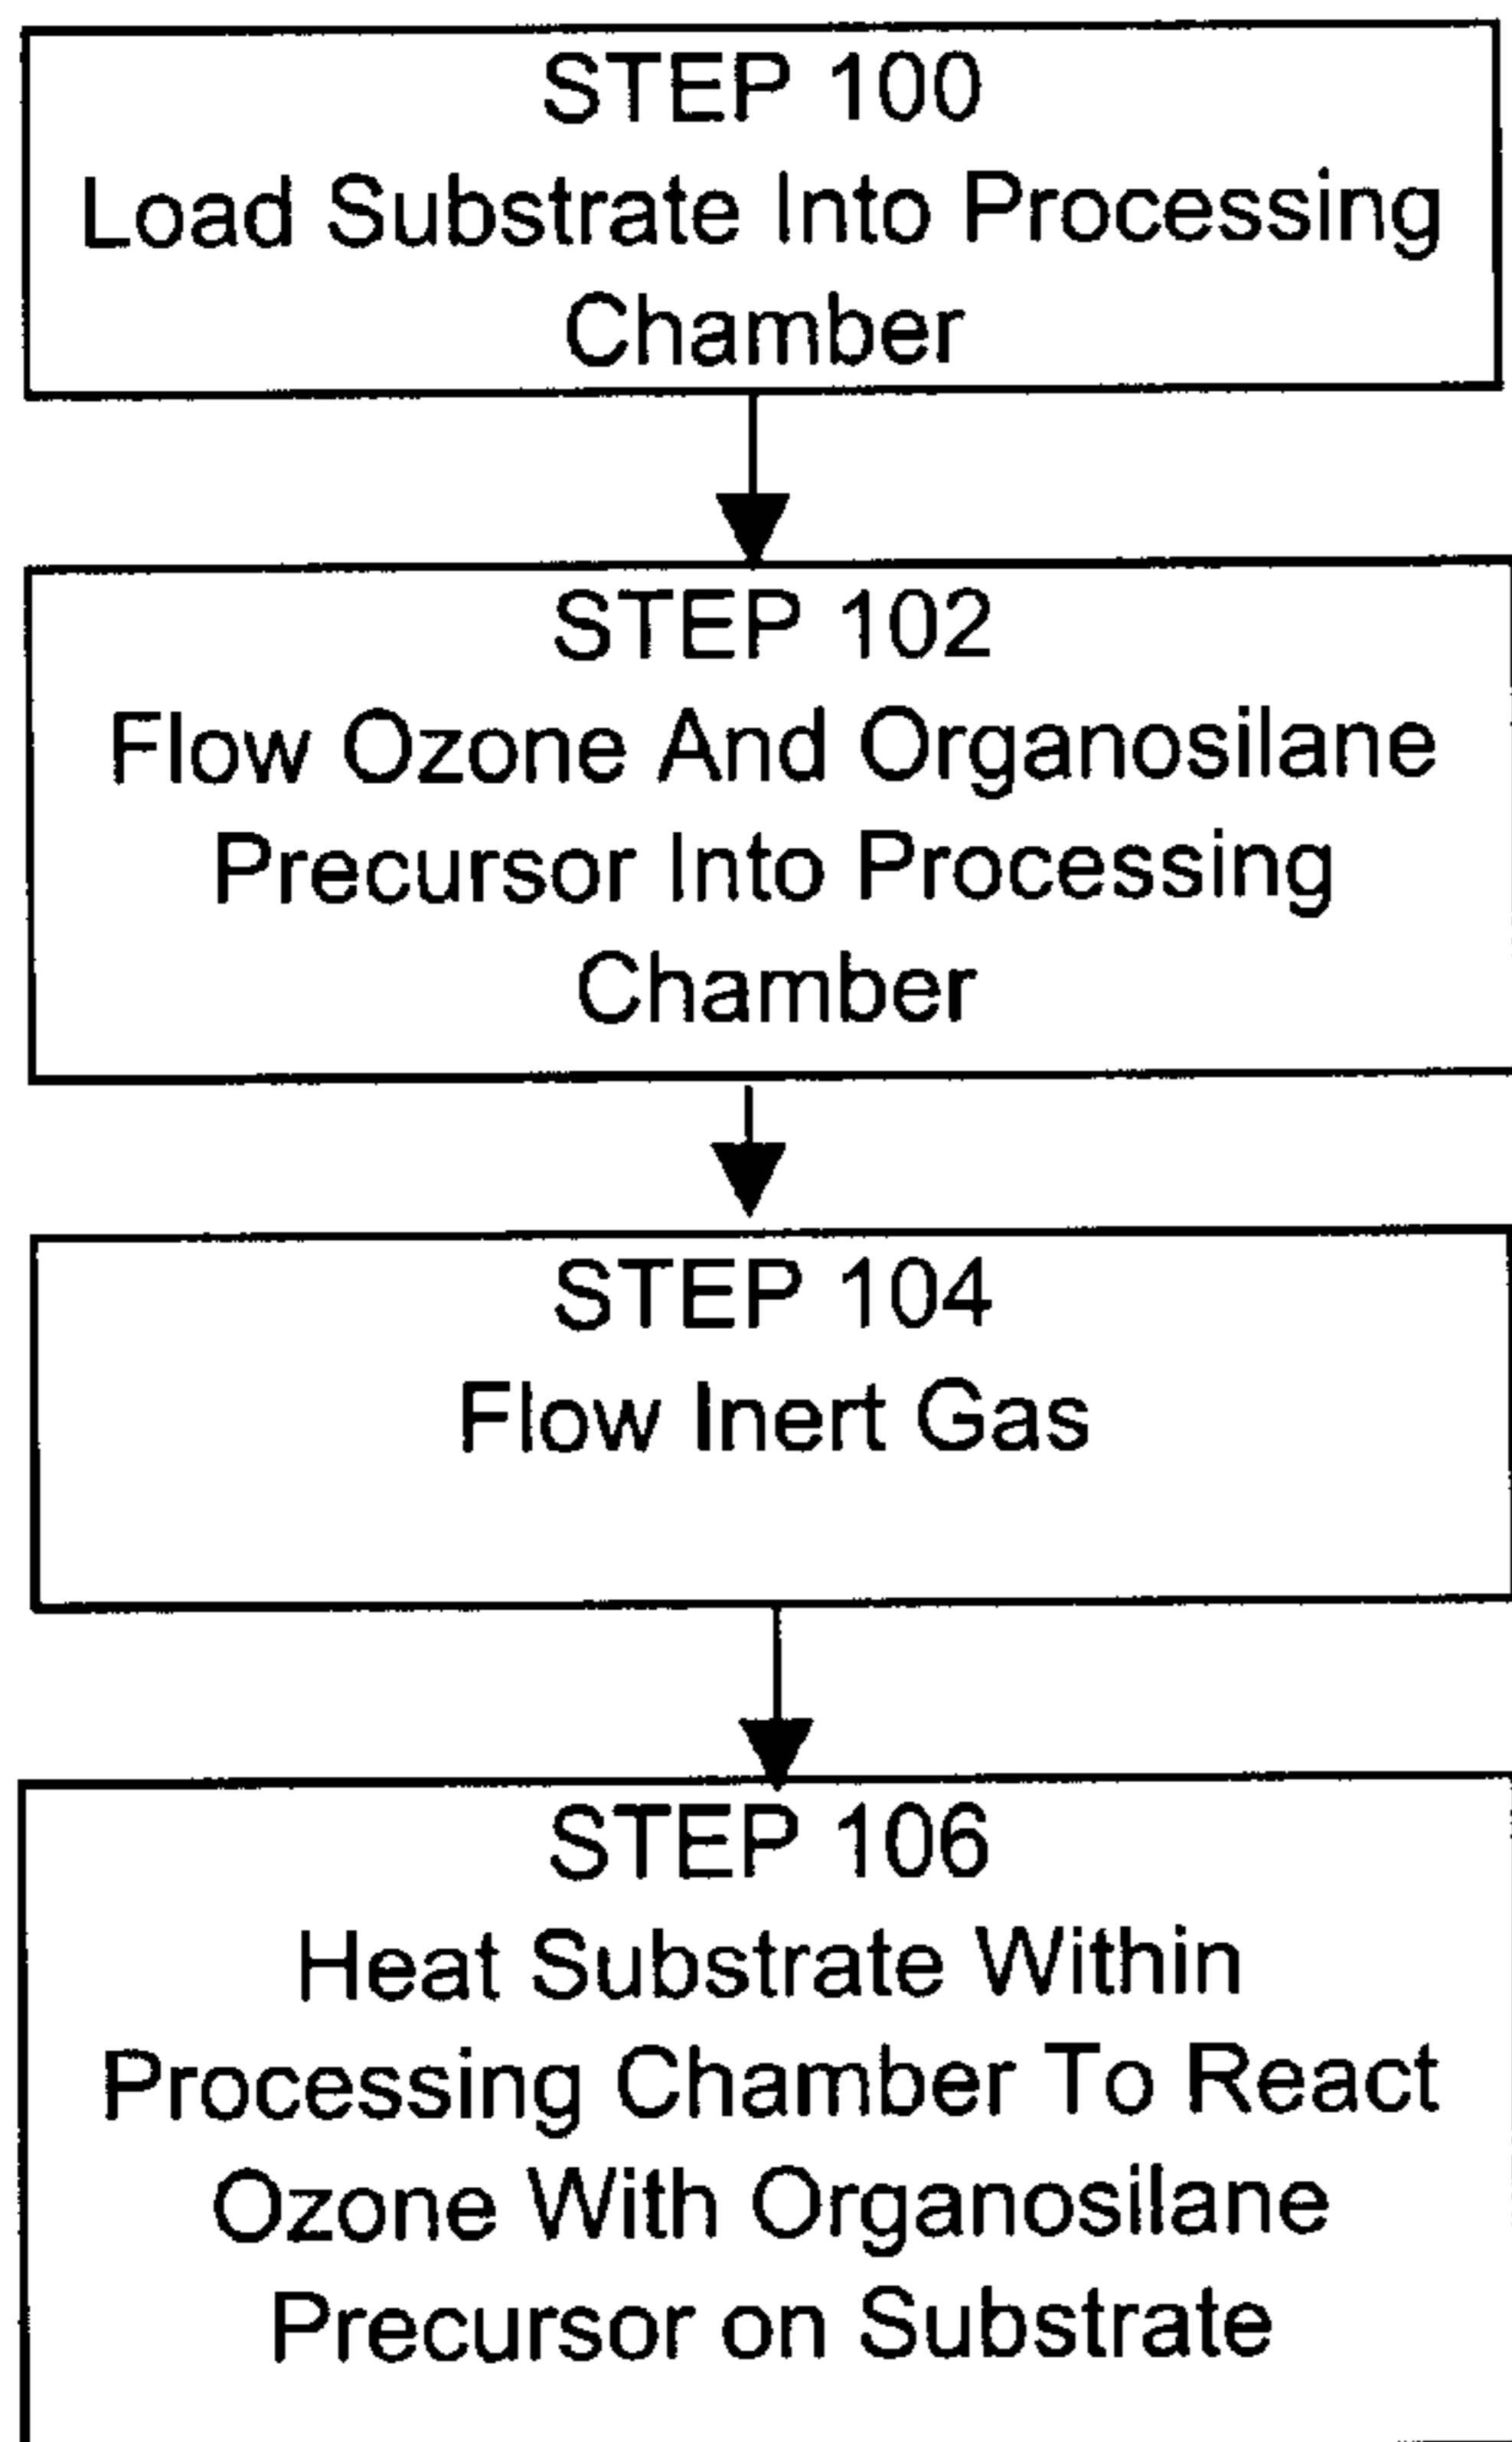 STEP 100
Load Substrate Into Processing
Chamber
STEP 102
Flow Ozone And Organosilane
Precursor Into Processing
Chamber
STEP 104
Flow Inert Gas
STEP 106
Heat Substrate Within
Processing Chamber To React
Ozone With Organosilane
Precursor on Substrate